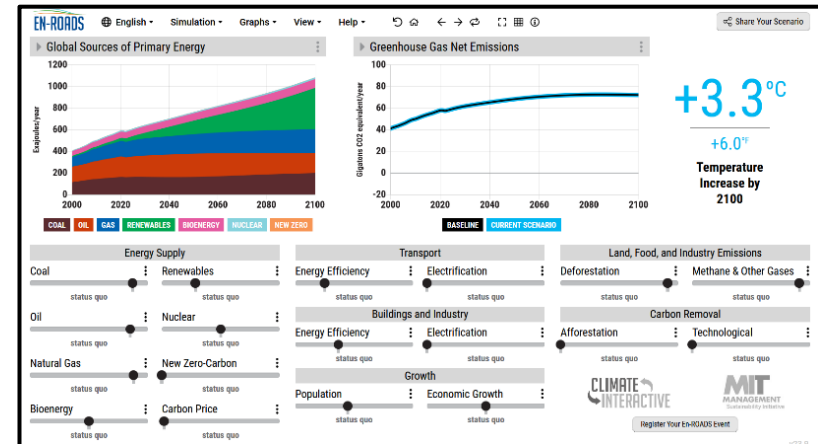 EN-ROADS English Simulation Graphs View Help Share Your Scenario
Global Sources of Primary Energy
Exajoules/year
1200
1000
800
600
400
200
0
2000 2020 2040 2060 2080 2100
COAL OIL GAS RENEWABLES BIOENERGY NUCLEAR NEW ZERO
Greenhouse Gas Net Emissions
Gigatons CO2 equivalent/year
100
80
60
40
20
0
-20
2000 2020 2040 2060 2080 2100
BASELINE CURRENT SCENARIO
+3.3°C
+6.0°F
Temperature
Increase by
2100
Energy Supply
Coal Renewables
status quo status quo
Oil Nuclear
status quo status quo
Natural Gas New Zero-Carbon
status quo status quo
Bioenergy Carbon Price
status quo status quo
Transport
Energy Efficiency Electrification
status quo status quo
Buildings and Industry
Energy Efficiency Electrification
status quo status quo
Growth
Population Economic Growth
status quo status quo
Land, Food, and Industry Emissions
Deforestation Methane & Other Gases
status quo status quo
Carbon Removal
Afforestation Technological
status quo status quo
CLIMATE
INTERACTIVE
MIT
MANAGEMENT
Sustainability Initiative
Register Your En-ROADS Event